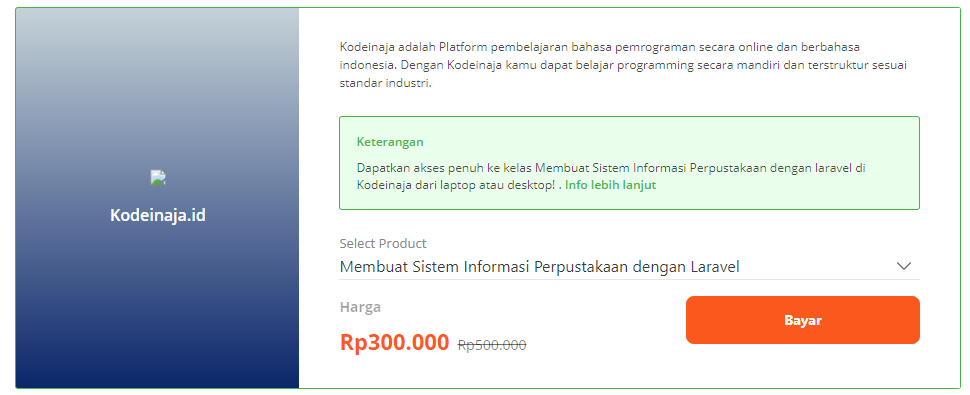 Kodeinaja.id
Kodeinaja adalah Platform pembelajaran bahasa pemrograman secara online dan berbahasa
indonesia. Dengan Kodeinaja kamu dapat belajar programming secara mandiri dan terstruktur sesuai
standar industri.
Keterangan
Dapatkan akses penuh ke kelas Membuat Sistem Informasi Perpustakaan dengan laravel di
Kodeinaja dari laptop atau desktop! . Info lebih lanjut
Select Product
Membuat Sistem Informasi Perpustakaan dengan Laravel
Harga
Rp300.000 Rp500.000
Bayar